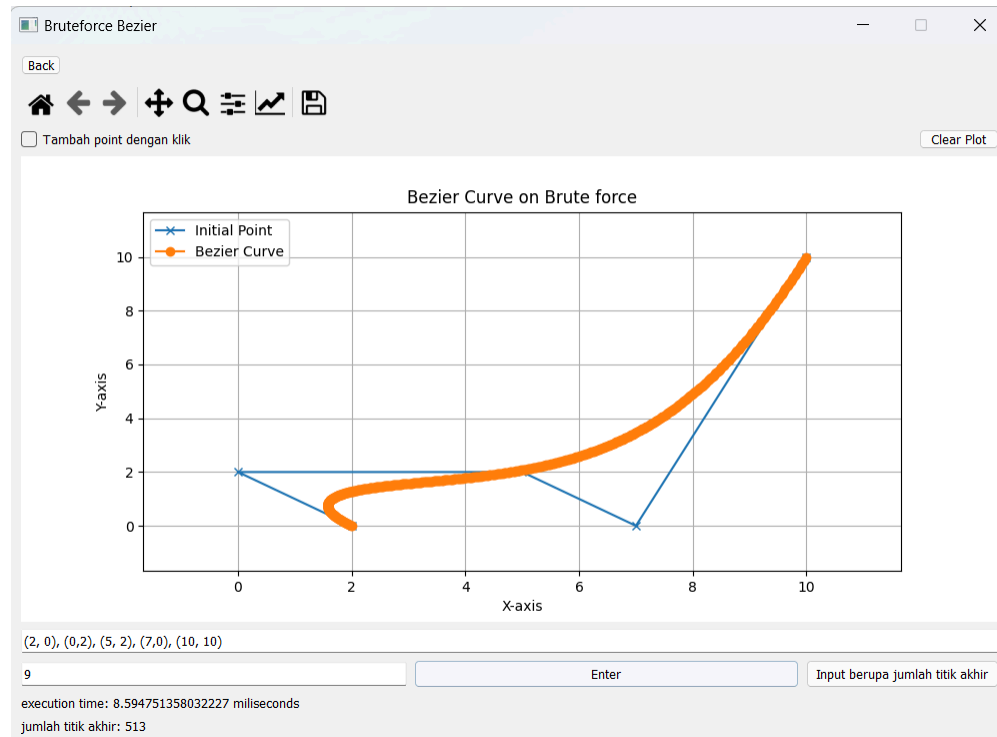 Bruteforce Bezier
Back
Tambah point dengan klik
Clear Plot
Bezier Curve on Brute force
Initial Point
Bezier Curve
10
8
6
4
2
0
Y-axis
0 2 4 6 8 10
X-axis
(2, 0), (0,2), (5, 2), (7,0), (10, 10)
9 Enter Input berupa jumlah titik akhir
execution time: 8.594751358032227 miliseconds
jumlah titik akhir: 513